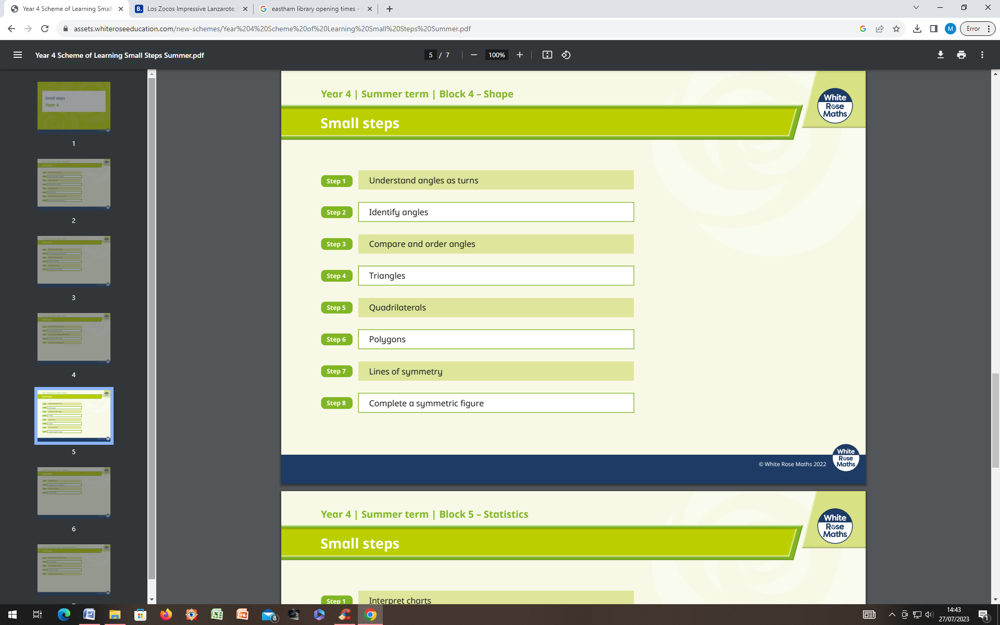 Year 4 Scheme of Learning Small
Los Zocos Impressive Lanzarote,
eastham library opening times -
assets.whiteroseeducation.com/new-schemes/Year%204%20Scheme%20of%20Learning%20Small%20Steps%20Summer.pdf
M
Error
Year 4 Scheme of Learning Small Steps Summer.pdf
5 / 7
100%
Small steps
Year 4
1
2
3
4
5
6
Year 4 | Summer term | Block 4 – Shape
White
Rose
Maths
Small steps
Step 1 Understand angles as turns
Step 2 Identify angles
Step 3 Compare and order angles
Step 4 Triangles
Step 5 Quadrilaterals
Step 6 Polygons
Step 7 Lines of symmetry
Step 8 Complete a symmetric figure
© White Rose Maths 2022
White
Rose
Maths
Year 4 | Summer term | Block 5 – Statistics
White
Rose
Maths
Small steps
Step 1 Interpret charts
8
14:43
27/07/2023
1